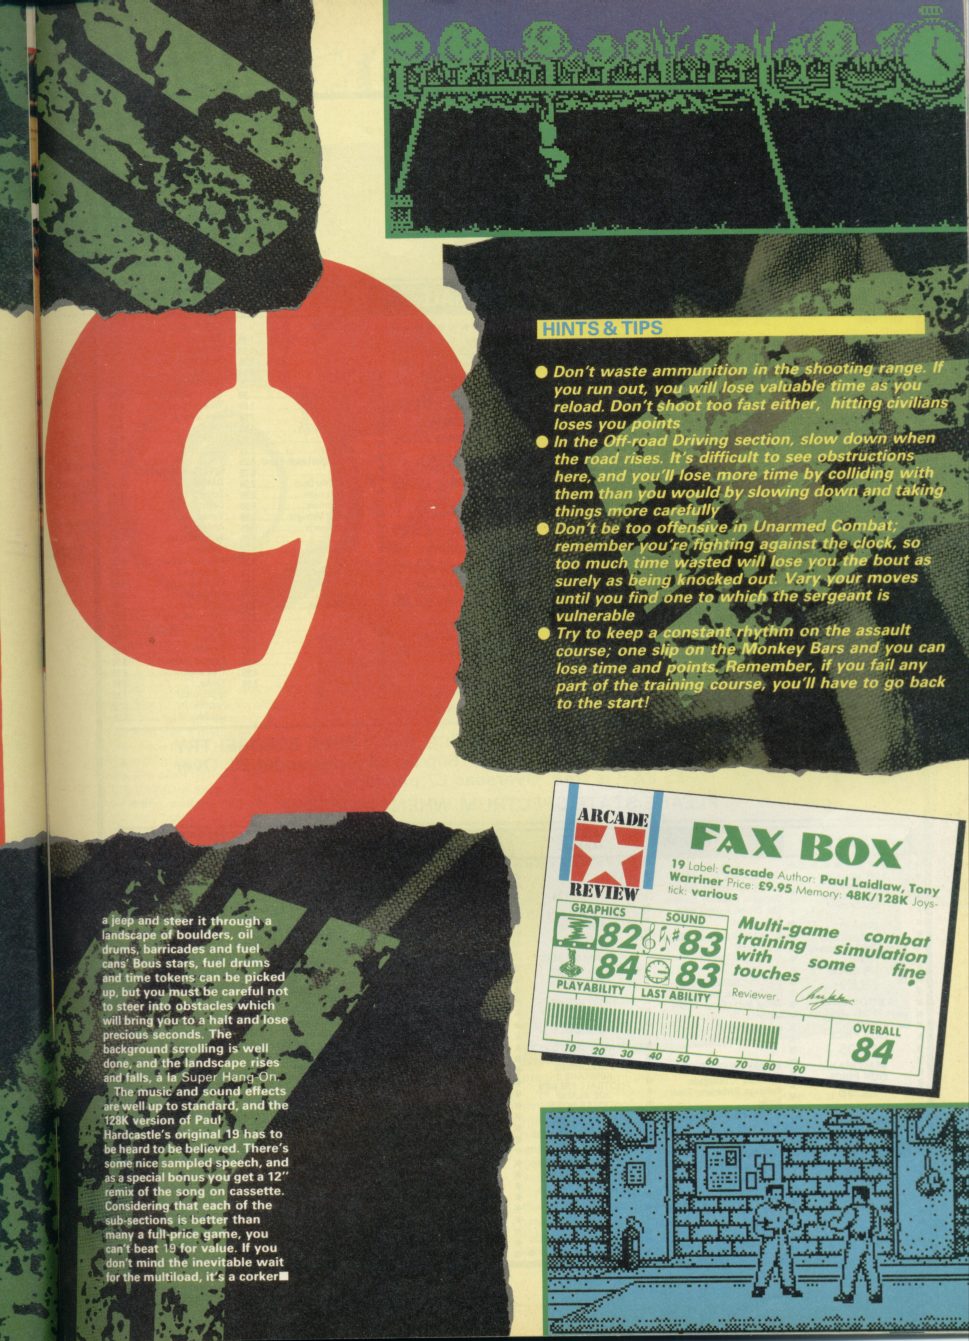 19
HINTS & TIPS
● Don't waste ammunition in the shooting range. If
you run out, you will lose valuable time as you
reload. Don't shoot too fast either, hitting civilians
loses you points
● In the Off-road Driving section, slow down when
the road rises. It's difficult to see obstructions
here, and you'll lose more time by colliding with
them than you would by slowing down and taking
things more carefully
● Don't be too offensive in Unarmed Combat;
remember you're fighting against the clock, so
too much time wasted will lose you the bout as
surely as being knocked out. Vary your moves
until you find one to which the sergeant is
vulnerable
● Try to keep a constant rhythm on the assault
course; one slip on the Monkey Bars and you can
lose time and points. Remember, if you fail any
part of the training course, you'll have to go back
to the start!
ARCADE
REVIEW
FAX BOX
19 Label: Cascade Author: Paul Laidlaw, Tony
Warriner Price: £9.95 Memory: 48K/128K Joys-
tick: various
GRAPHICS SOUND
82 83
84 83
PLAYABILITY LAST ABILITY
Multi-game combat
training simulation
with some fine
touches
Reviewer
10 20 30 40 50 60 70 80 90
OVERALL
84
a jeep and steer it through a
landscape of boulders, oil
drums, barricades and fuel
cans' Bous stars, fuel drums
and time tokens can be picked
up, but you must be careful not
to steer into obstacles which
will bring you to a halt and lose
precious seconds. The
background scrolling is well
done, and the landscape rises
and falls, à la Super Hang-On.
The music and sound effects
are well up to standard, and the
128K version of Paul
Hardcastle's original 19 has to
be heard to be believed. There's
some nice sampled speech, and
as a special bonus you get a 12"
remix of the song on cassette.
Considering that each of the
sub-sections is better than
many a full-price game, you
can't beat 19 for value. If you
don't mind the inevitable wait
for the multiload, it's a corker■